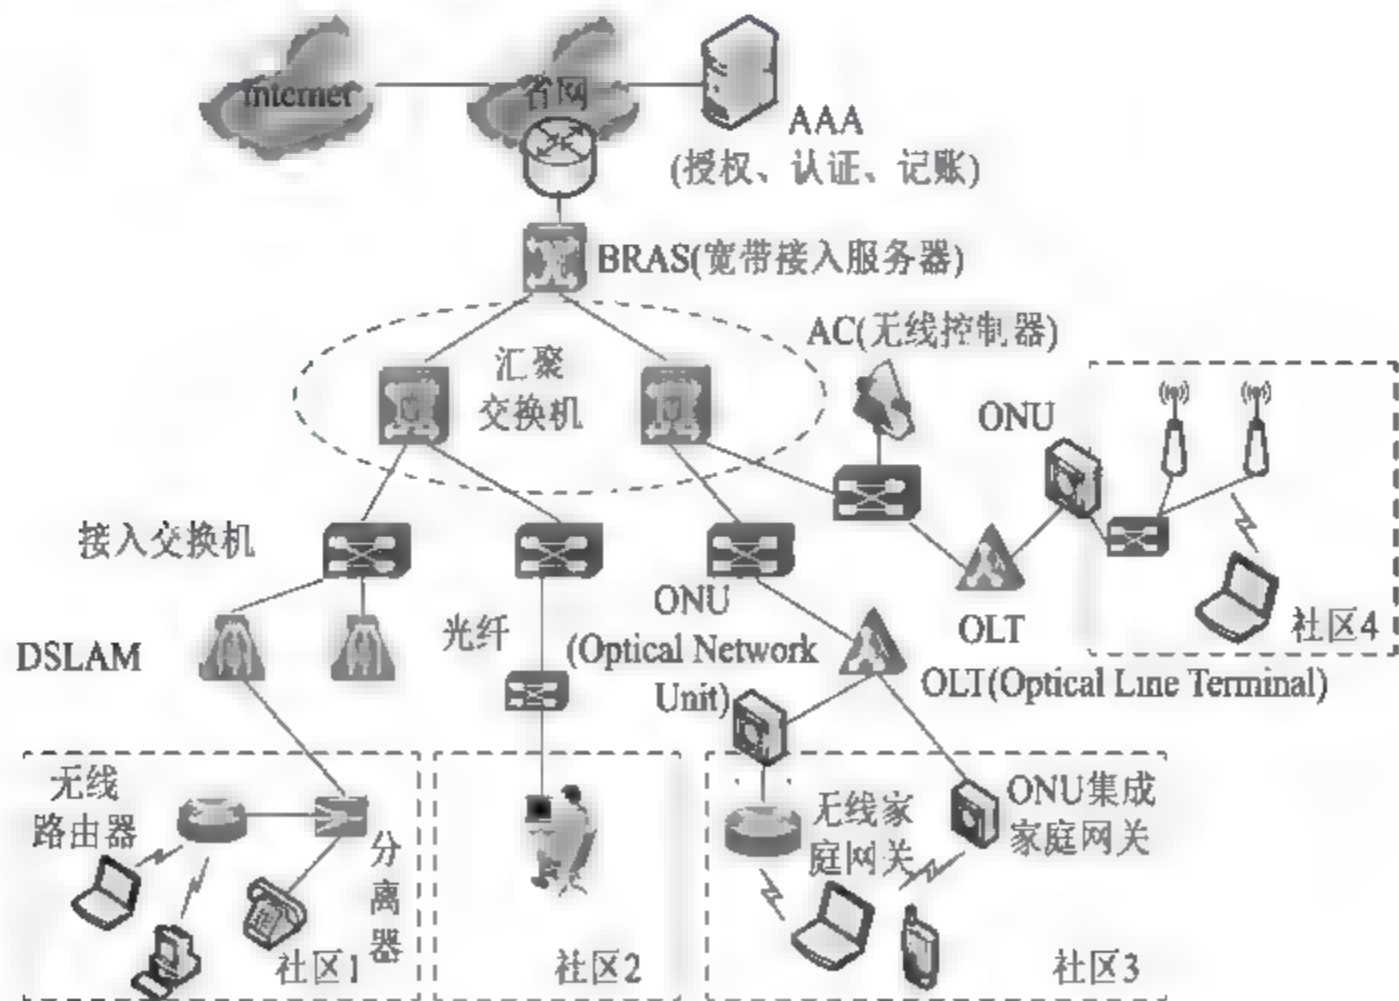 Internet
省网
AAA
(授权、认证、记账)
BRAS(宽带接入服务器)
AC(无线控制器)
汇聚
交换机
ONU
接入交换机
DSLAM
光纤
ONU
(Optical Network
Unit)
OLT
OLT(Optical Line Terminal)
社区4
无线
路由器
分
离
器
社区1
社区2
无线家
庭网关
ONU集成
家庭网关
社区3